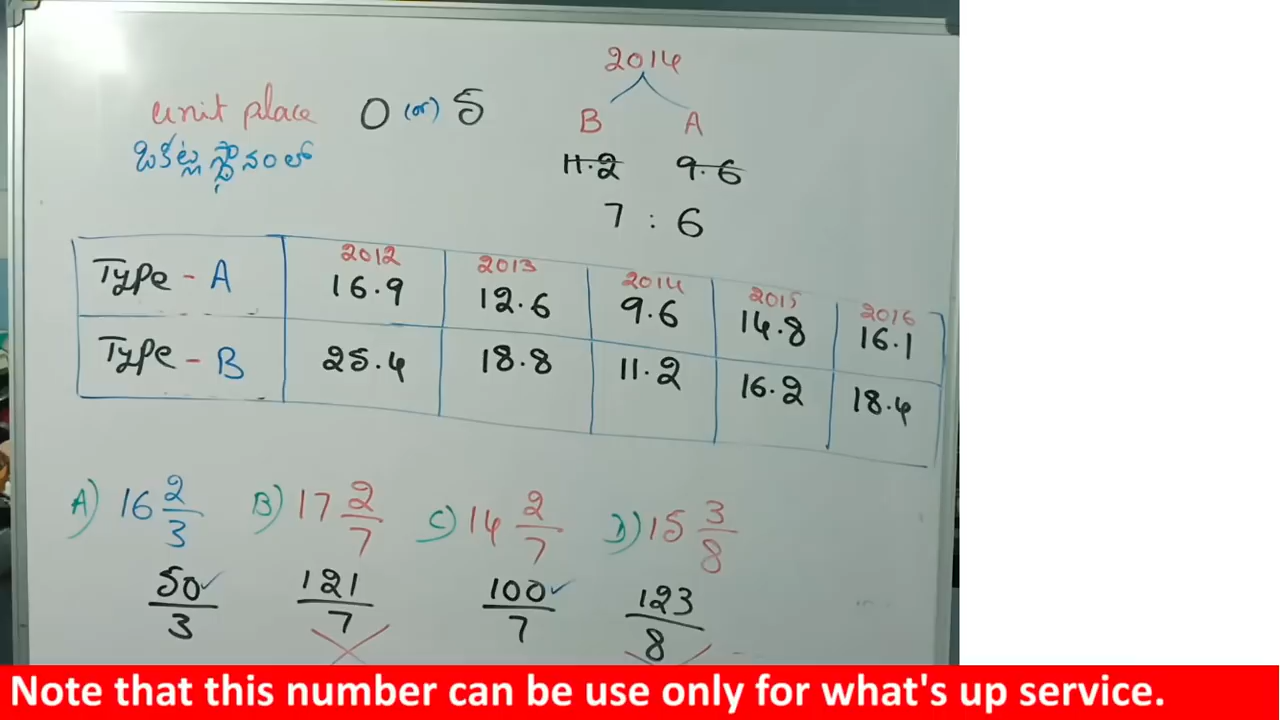 2014
unit place 0 (or) 5
B A
ఒకట్ల స్థానంలో
11.2 9.6
7 : 6
2012 2013 2014 2015 2016
Type - A 16.9 12.6 9.6 14.8 16.1
Type - B 25.4 18.8 11.2 16.2 18.4
A) 16 2/3 B) 17 2/7 C) 14 2/7 D) 15 3/8
50/3 ✓ 121/7 100/7 ✓ 123/8
Note that this number can be use only for what's up service.